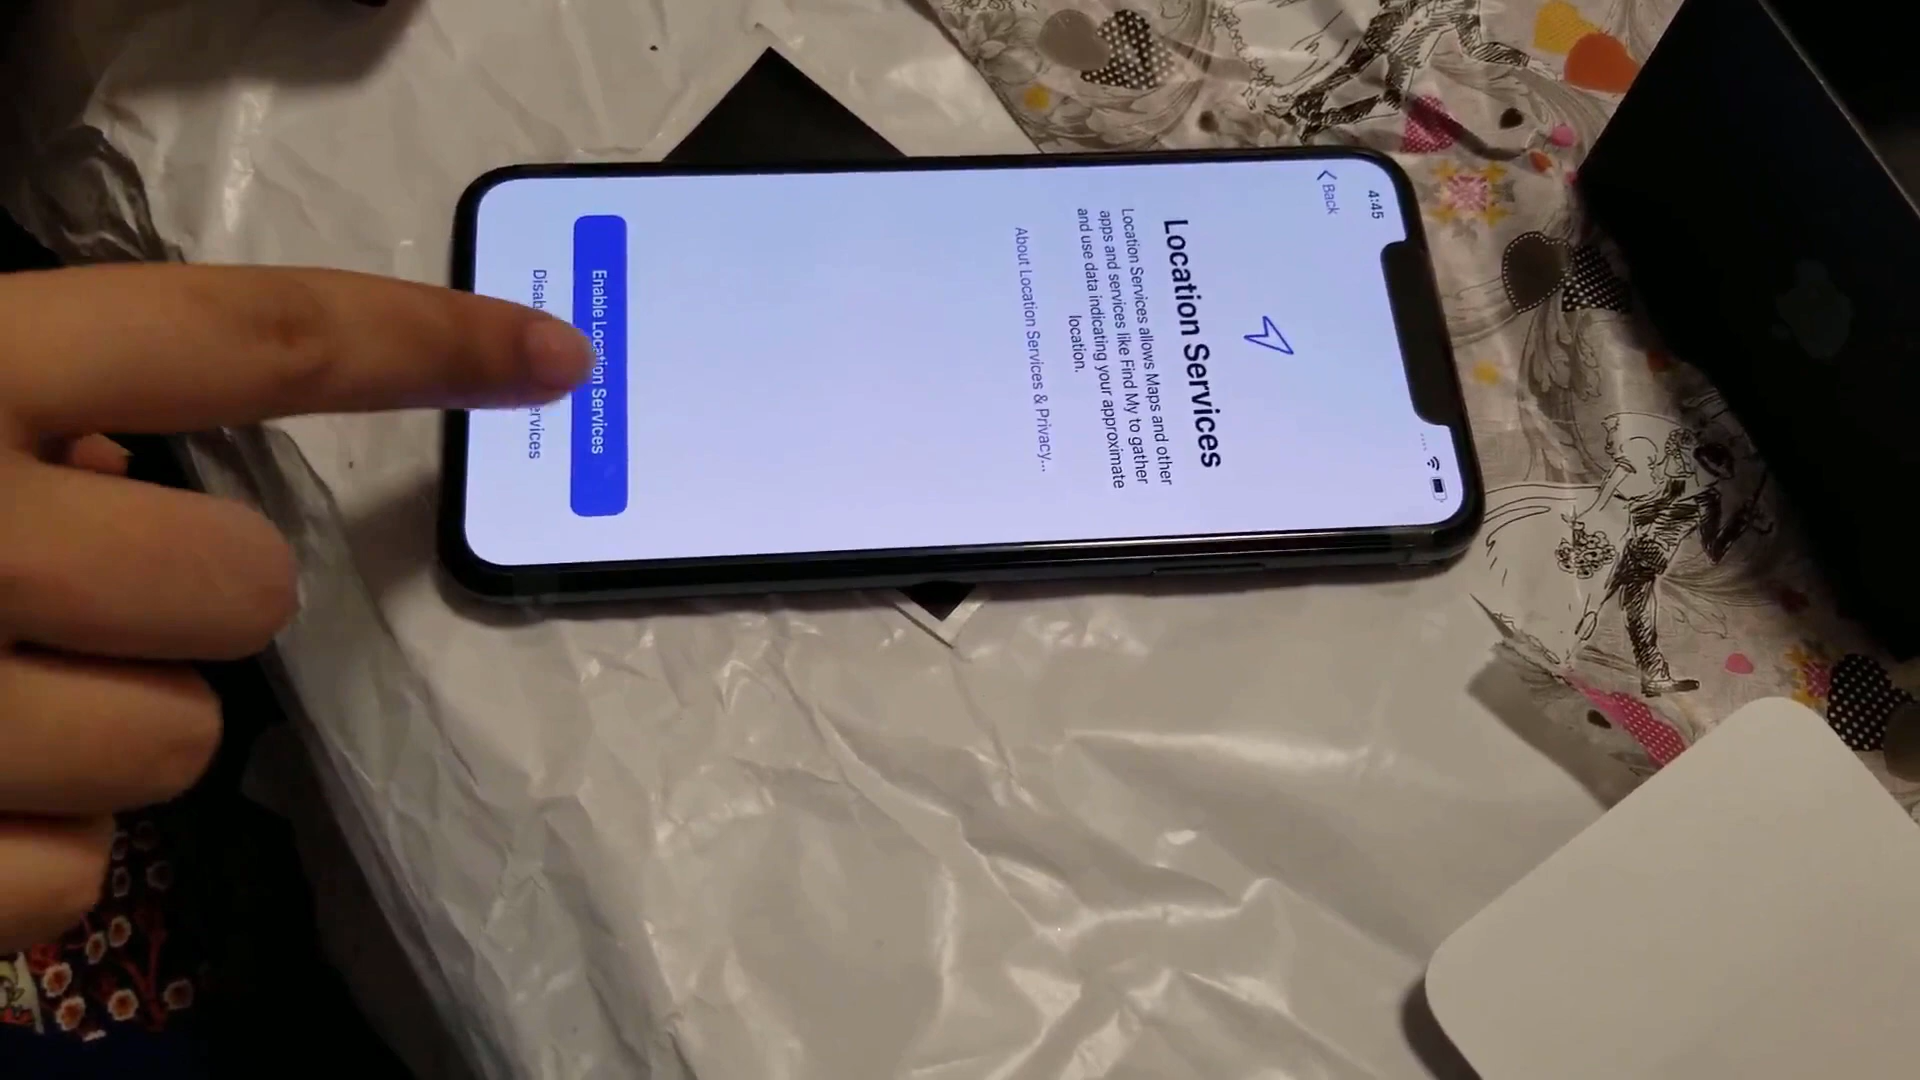 4:45
Back
Location Services
Location Services allows Maps and other
apps and services like Find My to gather
and use data indicating your approximate
location.
About Location Services & Privacy...
Enable Location Services